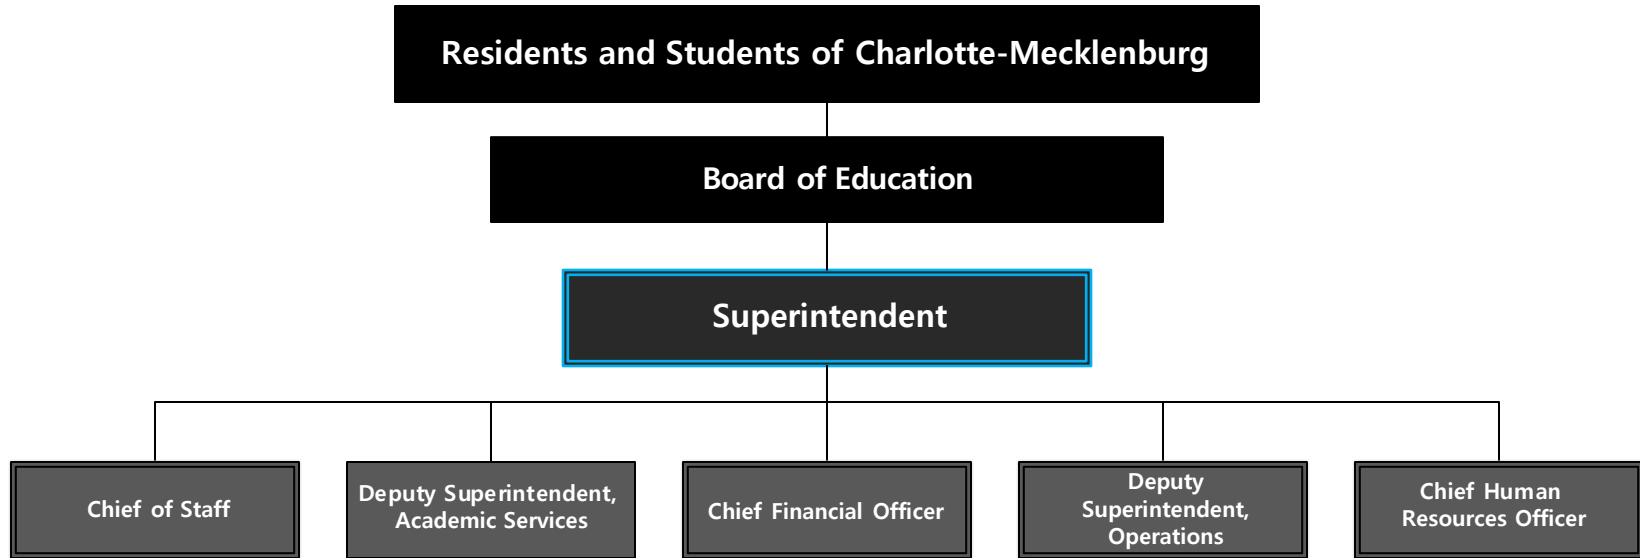 Residents and Students of Charlotte-Mecklenburg
Board of Education
Superintendent
Chief of Staff
Deputy Superintendent,
Academic Services
Chief Financial Officer
Deputy
Superintendent,
Operations
Chief Human
Resources Officer